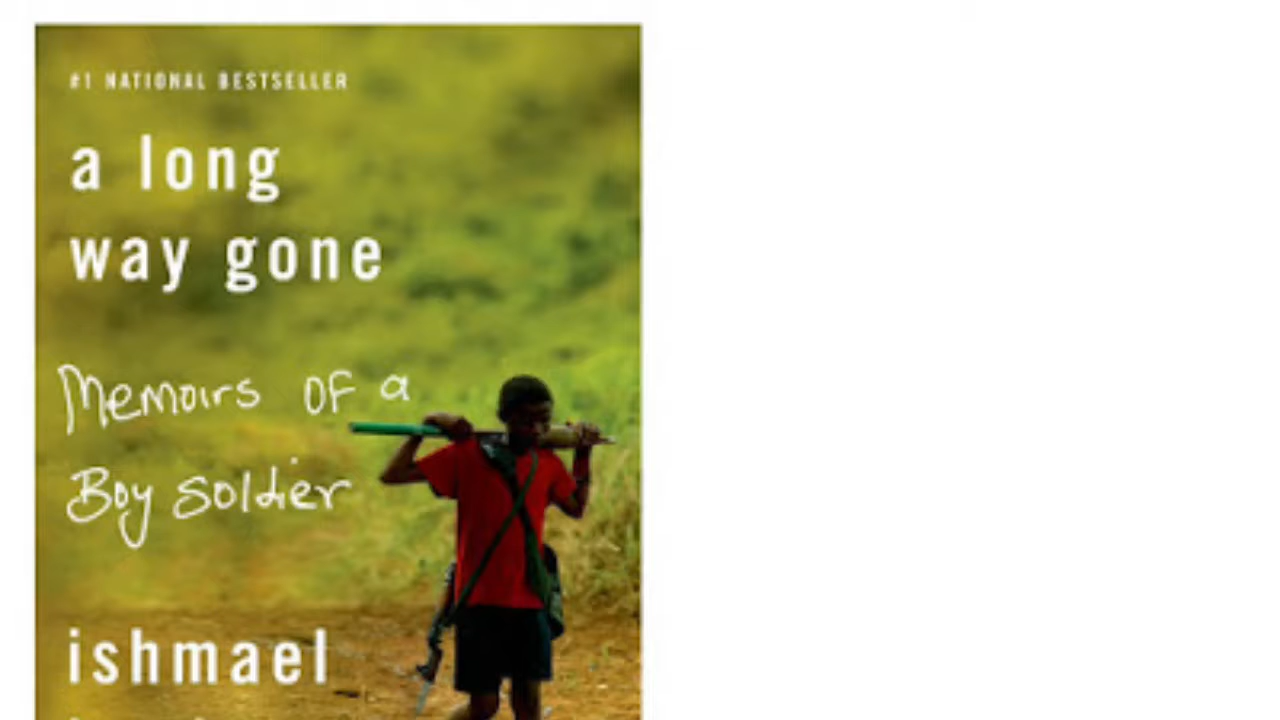 #1 NATIONAL BESTSELLER
a long
way gone
Memoirs of a
Boy soldier
ishmael